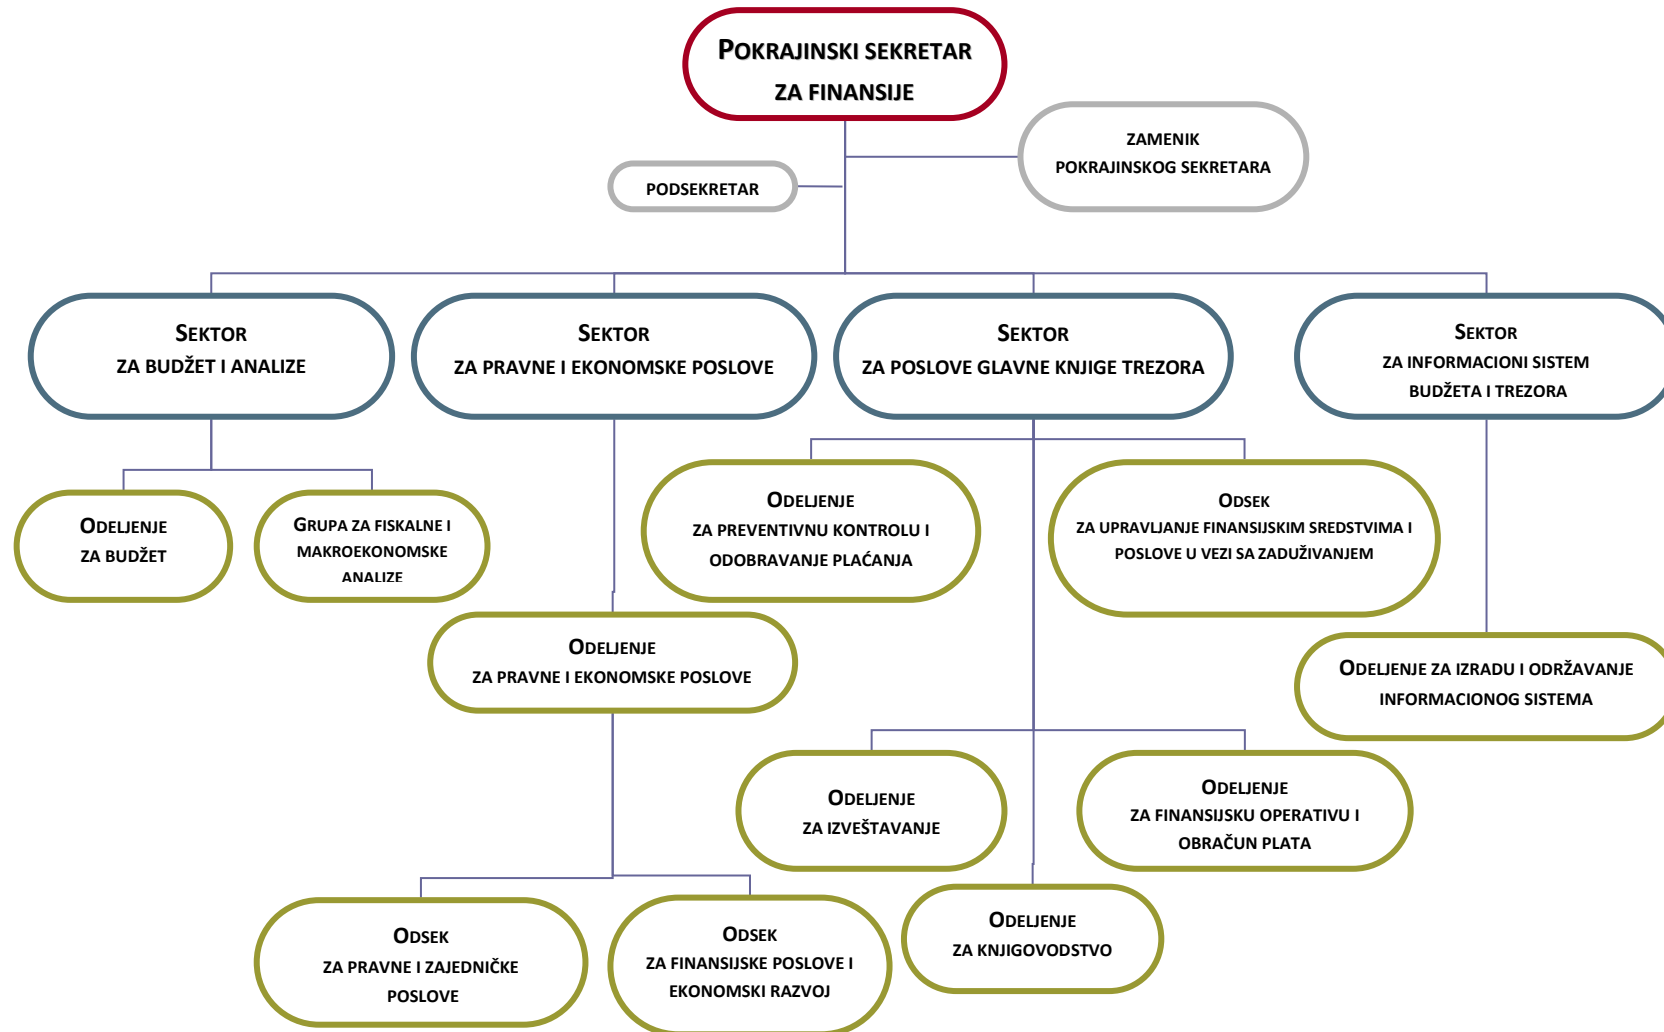 POKRAJINSKI SEKRETAR
ZA FINANSIJE
ZAMENIK
POKRAJINSKOG SEKRETARA
PODSEKRETAR
SEKTOR
ZA BUDŽET I ANALIZE
SEKTOR
ZA PRAVNE I EKONOMSKE POSLOVE
SEKTOR
ZA POSLOVE GLAVNE KNJIGE TREZORA
SEKTOR
ZA INFORMACIONI SISTEM
BUDŽETA I TREZORA
ODELJENJE
ZA BUDŽET
GRUPA ZA FISKALNE I
MAKROEKONOMSKE
ANALIZE
ODELJENJE
ZA PREVENTIVNU KONTROLU I
ODOBRAVANJE PLAĆANJA
ODSEK
ZA UPRAVLJANJE FINANSIJSKIM SREDSTVIMA I
POSLOVE U VEZI SA ZADUŽIVANJEM
ODELJENJE
ZA PRAVNE I EKONOMSKE POSLOVE
ODELJENJE ZA IZRADU I ODRŽAVANJE
INFORMACIONOG SISTEMA
ODELJENJE
ZA IZVEŠTAVANJE
ODELJENJE
ZA FINANSIJSKU OPERATIVU I
OBRAČUN PLATA
ODSEK
ZA PRAVNE I ZAJEDNIČKE
POSLOVE
ODSEK
ZA FINANSIJSKE POSLOVE I
EKONOMSKI RAZVOJ
ODELJENJE
ZA KNJIGOVODSTVO